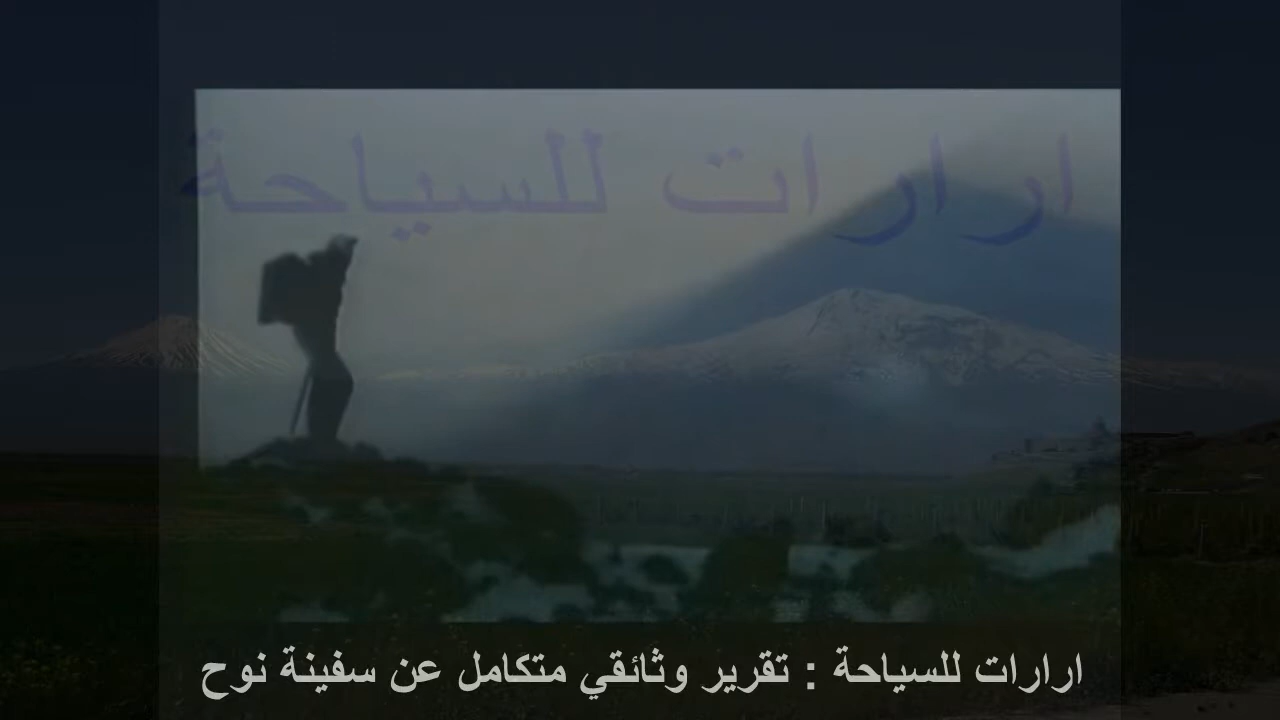 ارارات للسياحة
ارارات للسياحة : تقرير وثائقي متكامل عن سفينة نوح